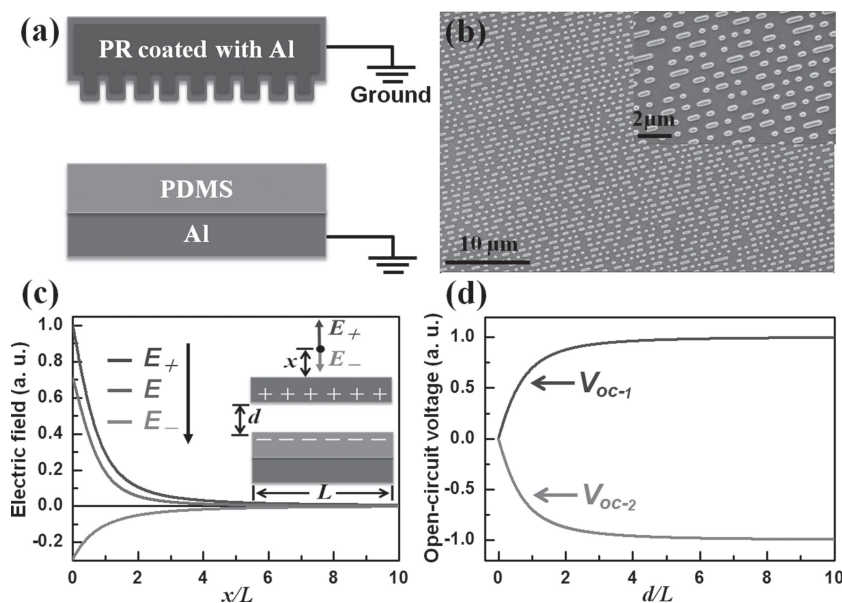 (a)
PR coated with Al
Ground
PDMS
Al
(b)
2μm
10 μm
(c)
Electric field (a. u.)
1.0
0.8
0.6
0.4
0.2
0.0
-0.2
E+
E
E−
E+
x
E−
+ + + + + +
d
− − − − − − −
L
0 2 4 6 8 10
x/L
(d)
Open-circuit voltage (a. u.)
1.0
0.5
0.0
-0.5
-1.0
Voc-1
Voc-2
0 2 4 6 8 10
d/L